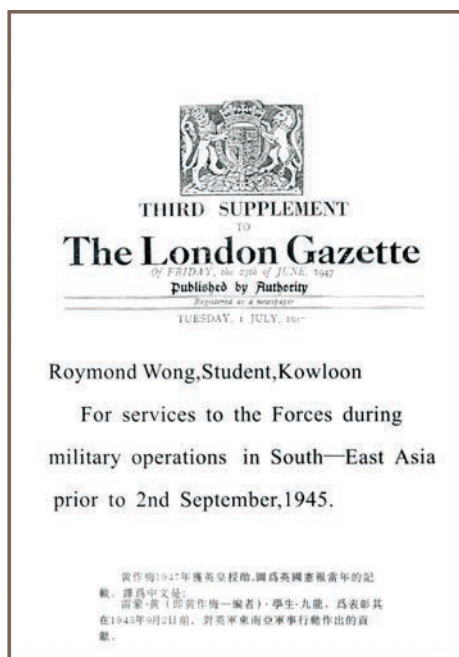 THIRD SUPPLEMENT
TO
The London Gazette
Of FRIDAY, the 27th of JUNE, 1947
Published by Authority
Registered as a newspaper
TUESDAY, 1 JULY,
Roymond Wong,Student,Kowloon
For services to the Forces during
military operations in South—East Asia
prior to 2nd September,1945.
黃作梅1947年獲英皇授勛,圖爲英國憲報當年的記
載。譯爲中文是:
雷蒙·黃(即黃作梅—編者)·學生·九龍。爲表彰其
在1945年9月2日前,對英軍東南亞軍事行動作出的貢
獻。